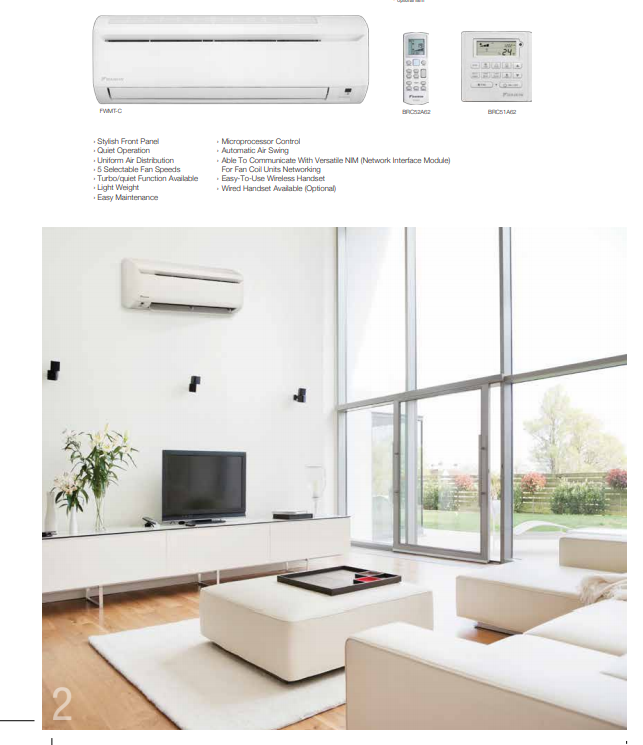 FWMT-C
BRC52A62
BRC51A62
› Stylish Front Panel
› Quiet Operation
› Uniform Air Distribution
› 5 Selectable Fan Speeds
› Turbo/quiet Function Available
› Light Weight
› Easy Maintenance
› Microprocessor Control
› Automatic Air Swing
› Able To Communicate With Versatile NIM (Network Interface Module)
For Fan Coil Units Networking
› Easy-To-Use Wireless Handset
› Wired Handset Available (Optional)
2